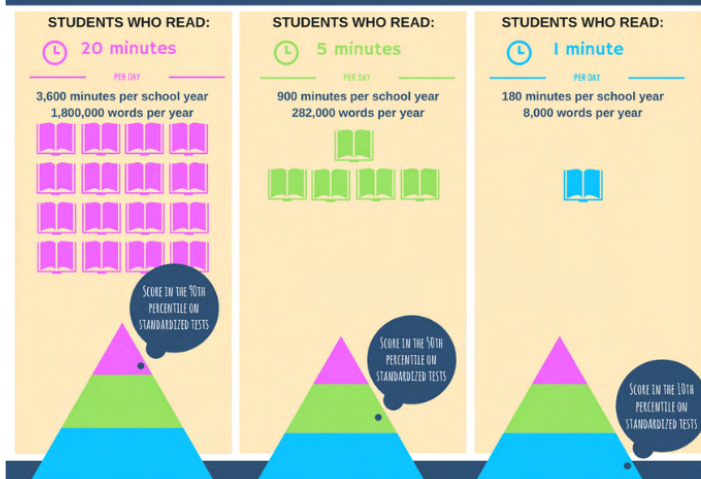 STUDENTS WHO READ:
20 minutes
PER DAY
3,600 minutes per school year
1,800,000 words per year
SCORE IN THE 90TH
PERCENTILE ON
STANDARDIZED TESTS
STUDENTS WHO READ:
5 minutes
PER DAY
900 minutes per school year
282,000 words per year
SCORE IN THE 50TH
PERCENTILE ON
STANDARDIZED TESTS
STUDENTS WHO READ:
1 minute
PER DAY
180 minutes per school year
8,000 words per year
SCORE IN THE 10TH
PERCENTILE ON
STANDARDIZED TESTS